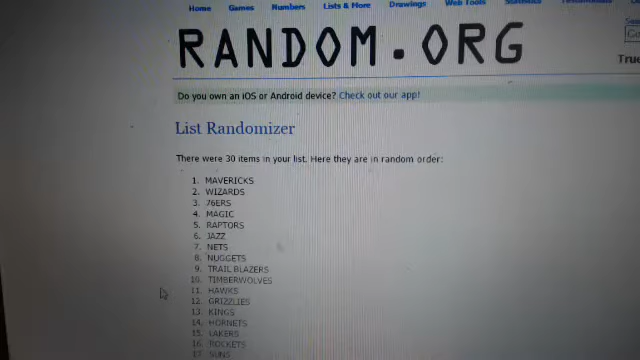 Home Games Numbers Lists & More Drawings Web Tools Statistics Testimonials
RANDOM.ORG
True
Do you own an iOS or Android device? Check out our app!
List Randomizer
There were 30 items in your list. Here they are in random order:
1. MAVERICKS
2. WIZARDS
3. 76ERS
4. MAGIC
5. RAPTORS
6. JAZZ
7. NETS
8. NUGGETS
9. TRAIL BLAZERS
10. TIMBERWOLVES
11. HAWKS
12. GRIZZLIES
13. KINGS
14. HORNETS
15. LAKERS
16. ROCKETS
17. SUNS